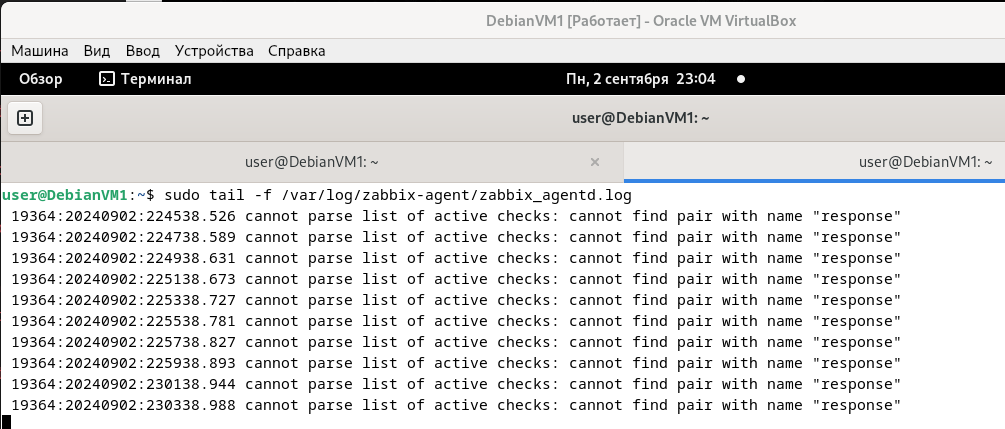 DebianVM1 [Работает] - Oracle VM VirtualBox
Машина Вид Ввод Устройства Справка
Обзор Терминал Пн, 2 сентября 23:04
user@DebianVM1: ~
user@DebianVM1: ~ × user@DebianVM1: ~
user@DebianVM1:~$ sudo tail -f /var/log/zabbix-agent/zabbix_agentd.log
19364:20240902:224538.526 cannot parse list of active checks: cannot find pair with name "response"
19364:20240902:224738.589 cannot parse list of active checks: cannot find pair with name "response"
19364:20240902:224938.631 cannot parse list of active checks: cannot find pair with name "response"
19364:20240902:225138.673 cannot parse list of active checks: cannot find pair with name "response"
19364:20240902:225338.727 cannot parse list of active checks: cannot find pair with name "response"
19364:20240902:225538.781 cannot parse list of active checks: cannot find pair with name "response"
19364:20240902:225738.827 cannot parse list of active checks: cannot find pair with name "response"
19364:20240902:225938.893 cannot parse list of active checks: cannot find pair with name "response"
19364:20240902:230138.944 cannot parse list of active checks: cannot find pair with name "response"
19364:20240902:230338.988 cannot parse list of active checks: cannot find pair with name "response"